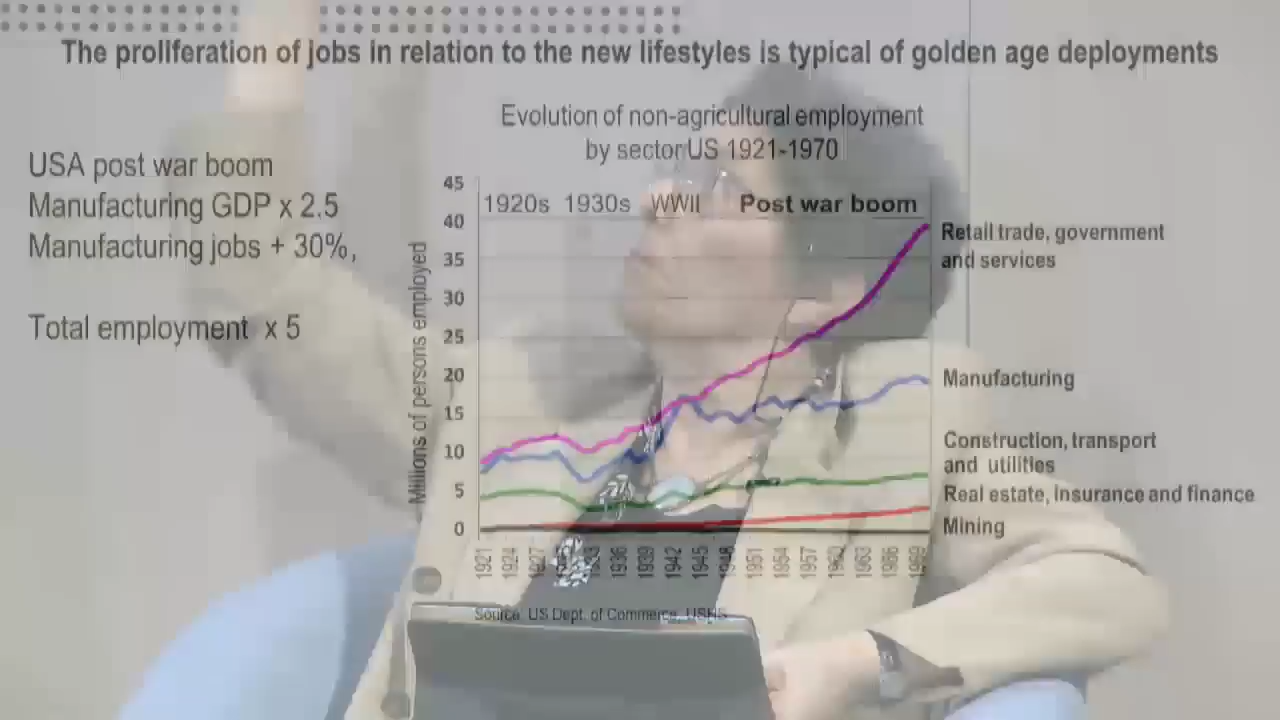 The proliferation of jobs in relation to the new lifestyles is typical of golden age deployments
USA post war boom
Manufacturing GDP x 2.5
Manufacturing jobs + 30%,
Total employment x 5
Evolution of non-agricultural employment
by sector US 1921-1970
Millions of persons employed
45
40
35
30
25
20
15
10
5
0
1920s 1930s WWII Post war boom
Retail trade, government
and services
Manufacturing
Construction, transport
and utilities
Real estate, insurance and finance
Mining
1921 1924 1927 1933 1936 1939 1942 1945 1948 1951 1954 1957 1960 1963 1966 1969
Source: US Dept. of Commerce, USHS